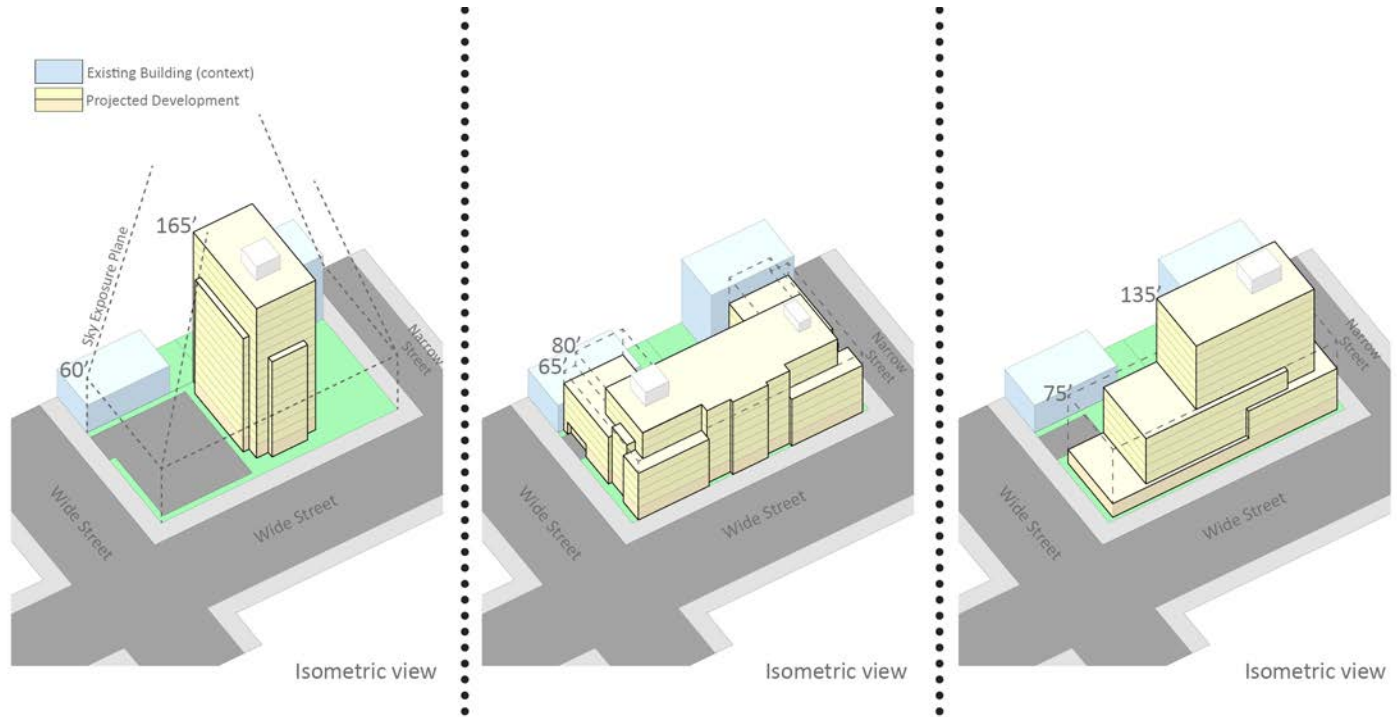 Existing Building (context)
Projected Development
165’
Sky Exposure Plane
60’
Narrow
Street
Wide Street
Wide Street
Isometric view
80’
65’
Narrow
Street
Wide Street
Wide Street
Isometric view
135’
75’
Narrow
Street
Wide Street
Wide Street
Isometric view